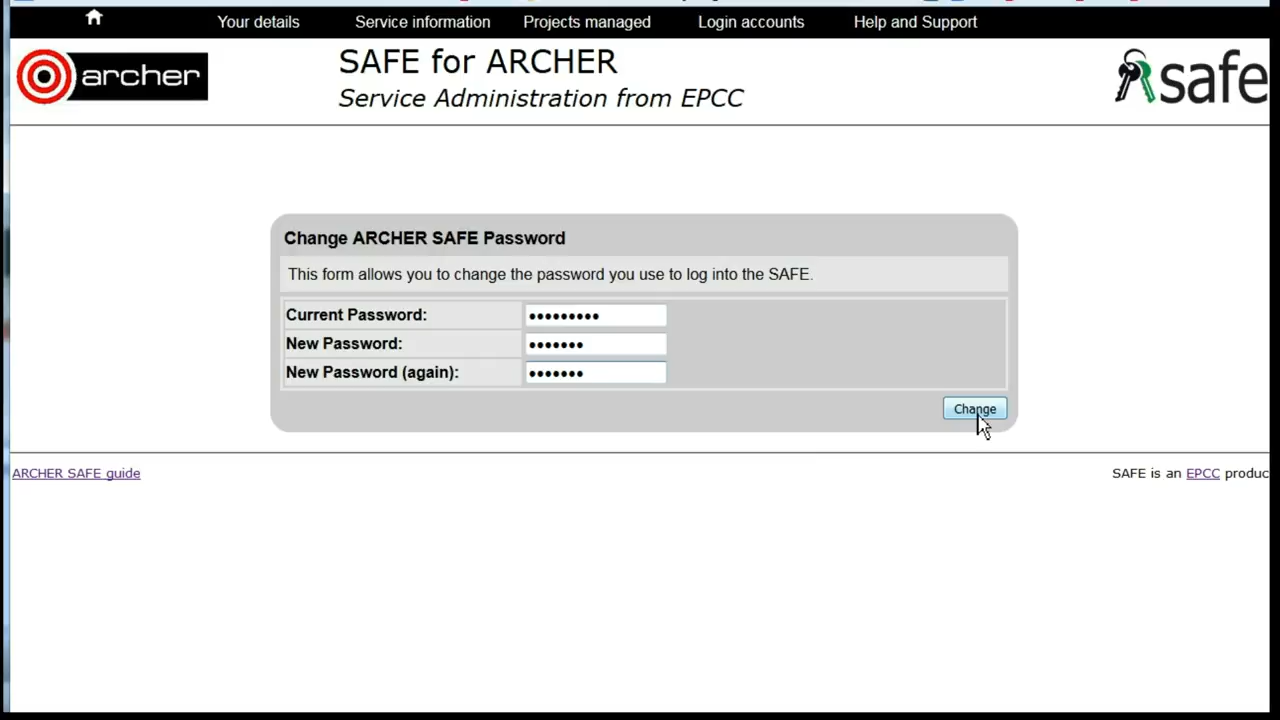 Your details Service information Projects managed Login accounts Help and Support
archer
SAFE for ARCHER
Service Administration from EPCC
safe
Change ARCHER SAFE Password
This form allows you to change the password you use to log into the SAFE.
Current Password: •••••••••
New Password: •••••••
New Password (again): •••••••
Change
ARCHER SAFE guide
SAFE is an EPCC produc